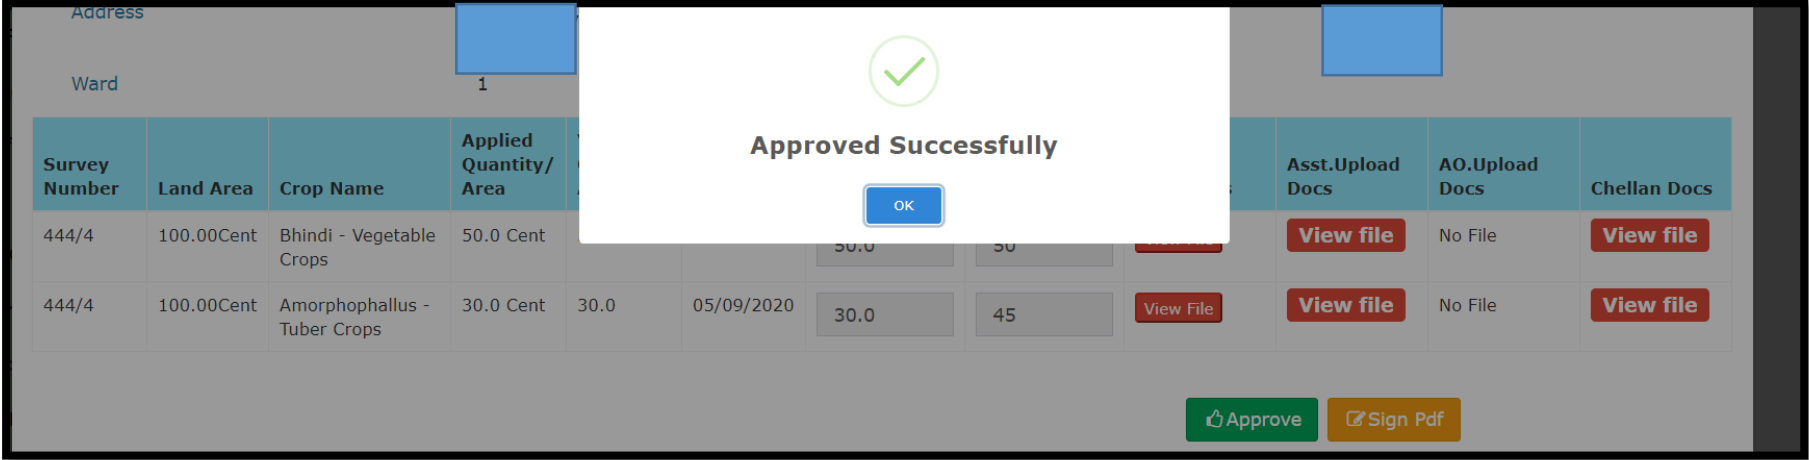 Address
Ward 1
Approved Successfully
OK
Survey Number Land Area Crop Name Applied Quantity/ Area Asst.Upload Docs AO.Upload Docs Chellan Docs
444/4 100.00Cent Bhindi - Vegetable Crops 50.0 Cent 50.0 50 View file No File View file
444/4 100.00Cent Amorphophallus - Tuber Crops 30.0 Cent 30.0 05/09/2020 30.0 45 View File View file No File View file
Approve Sign Pdf